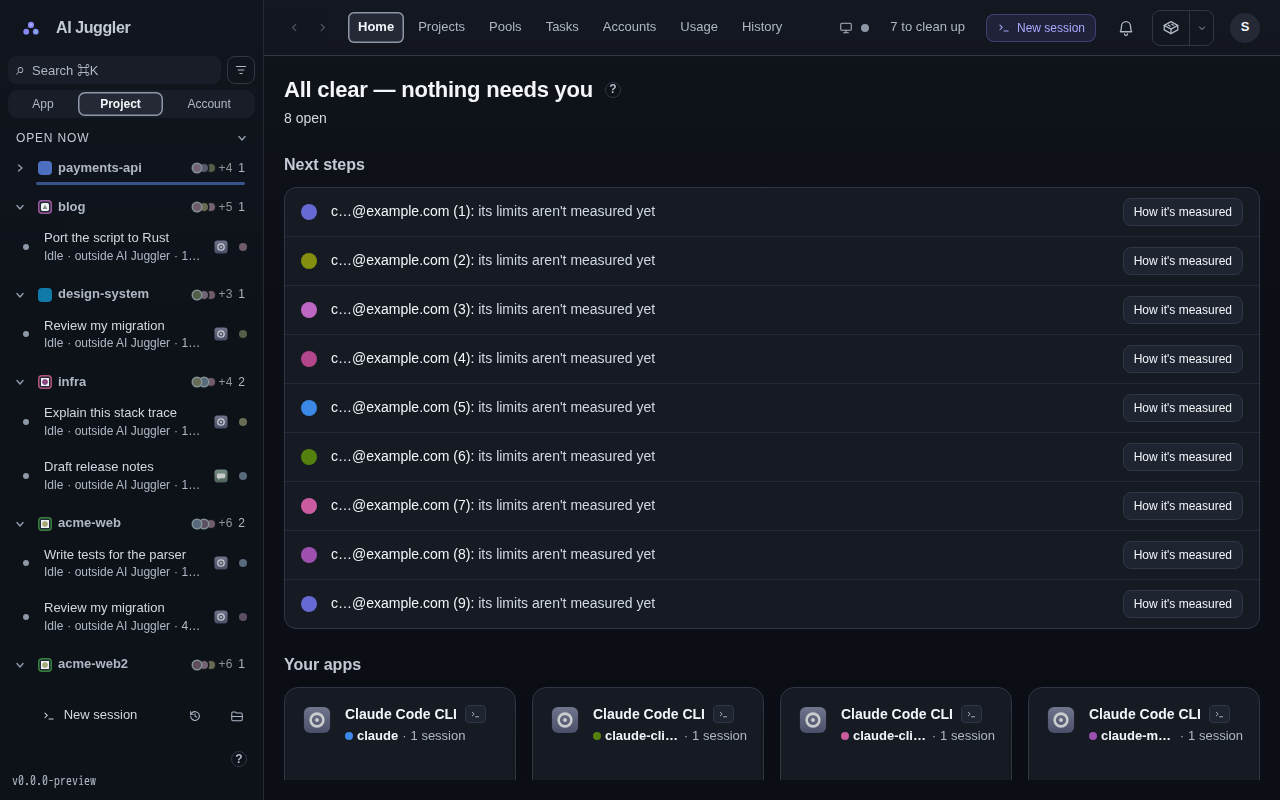 AI Juggler
Search ⌘K
App Project Account
OPEN NOW
payments-api +4 1
blog +5 1
Port the script to Rust
Idle · outside AI Juggler · 1…
design-system +3 1
Review my migration
Idle · outside AI Juggler · 1…
infra +4 2
Explain this stack trace
Idle · outside AI Juggler · 1…
Draft release notes
Idle · outside AI Juggler · 1…
acme-web +6 2
Write tests for the parser
Idle · outside AI Juggler · 1…
Review my migration
Idle · outside AI Juggler · 4…
acme-web2 +6 1
New session
?
v0.0.0-preview
Home Projects Pools Tasks Accounts Usage History 7 to clean up New session S
All clear — nothing needs you ?
8 open
Next steps
c…@example.com (1): its limits aren't measured yet How it's measured
c…@example.com (2): its limits aren't measured yet How it's measured
c…@example.com (3): its limits aren't measured yet How it's measured
c…@example.com (4): its limits aren't measured yet How it's measured
c…@example.com (5): its limits aren't measured yet How it's measured
c…@example.com (6): its limits aren't measured yet How it's measured
c…@example.com (7): its limits aren't measured yet How it's measured
c…@example.com (8): its limits aren't measured yet How it's measured
c…@example.com (9): its limits aren't measured yet How it's measured
Your apps
Claude Code CLI
claude · 1 session
Claude Code CLI
claude-cli… · 1 session
Claude Code CLI
claude-cli… · 1 session
Claude Code CLI
claude-m… · 1 session